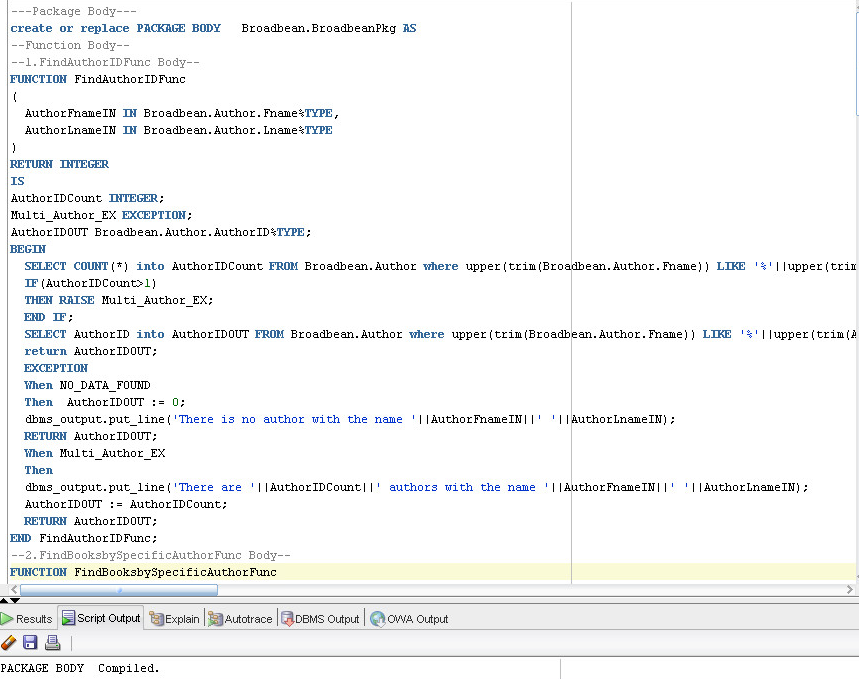 ---Package Body---
create or replace PACKAGE BODY   Broadbean.BroadbeanPkg AS
--Function Body--
--1.FindAuthorIDFunc Body--
FUNCTION FindAuthorIDFunc
(
  AuthorFnameIN IN Broadbean.Author.Fname%TYPE,
  AuthorLnameIN IN Broadbean.Author.Lname%TYPE
)
RETURN INTEGER
IS
AuthorIDCount INTEGER;
Multi_Author_EX EXCEPTION;
AuthorIDOUT Broadbean.Author.AuthorID%TYPE;
BEGIN
  SELECT COUNT(*) into AuthorIDCount FROM Broadbean.Author where upper(trim(Broadbean.Author.Fname)) LIKE '%'||upper(trim
  IF(AuthorIDCount>1)
  THEN RAISE Multi_Author_EX;
  END IF;
  SELECT AuthorID into AuthorIDOUT FROM Broadbean.Author where upper(trim(Broadbean.Author.Fname)) LIKE '%'||upper(trim(A
  return AuthorIDOUT;
  EXCEPTION
  When NO_DATA_FOUND
  Then  AuthorIDOUT := 0;
  dbms_output.put_line('There is no author with the name '||AuthorFnameIN||' '||AuthorLnameIN);
  RETURN AuthorIDOUT;
  When Multi_Author_EX
  Then
  dbms_output.put_line('There are '||AuthorIDCount||' authors with the name '||AuthorFnameIN||' '||AuthorLnameIN);
  AuthorIDOUT := AuthorIDCount;
  RETURN AuthorIDOUT;
END FindAuthorIDFunc;
--2.FindBooksbySpecificAuthorFunc Body--
FUNCTION FindBooksbySpecificAuthorFunc
Results Script Output Explain Autotrace DBMS Output OWA Output
PACKAGE BODY  Compiled.